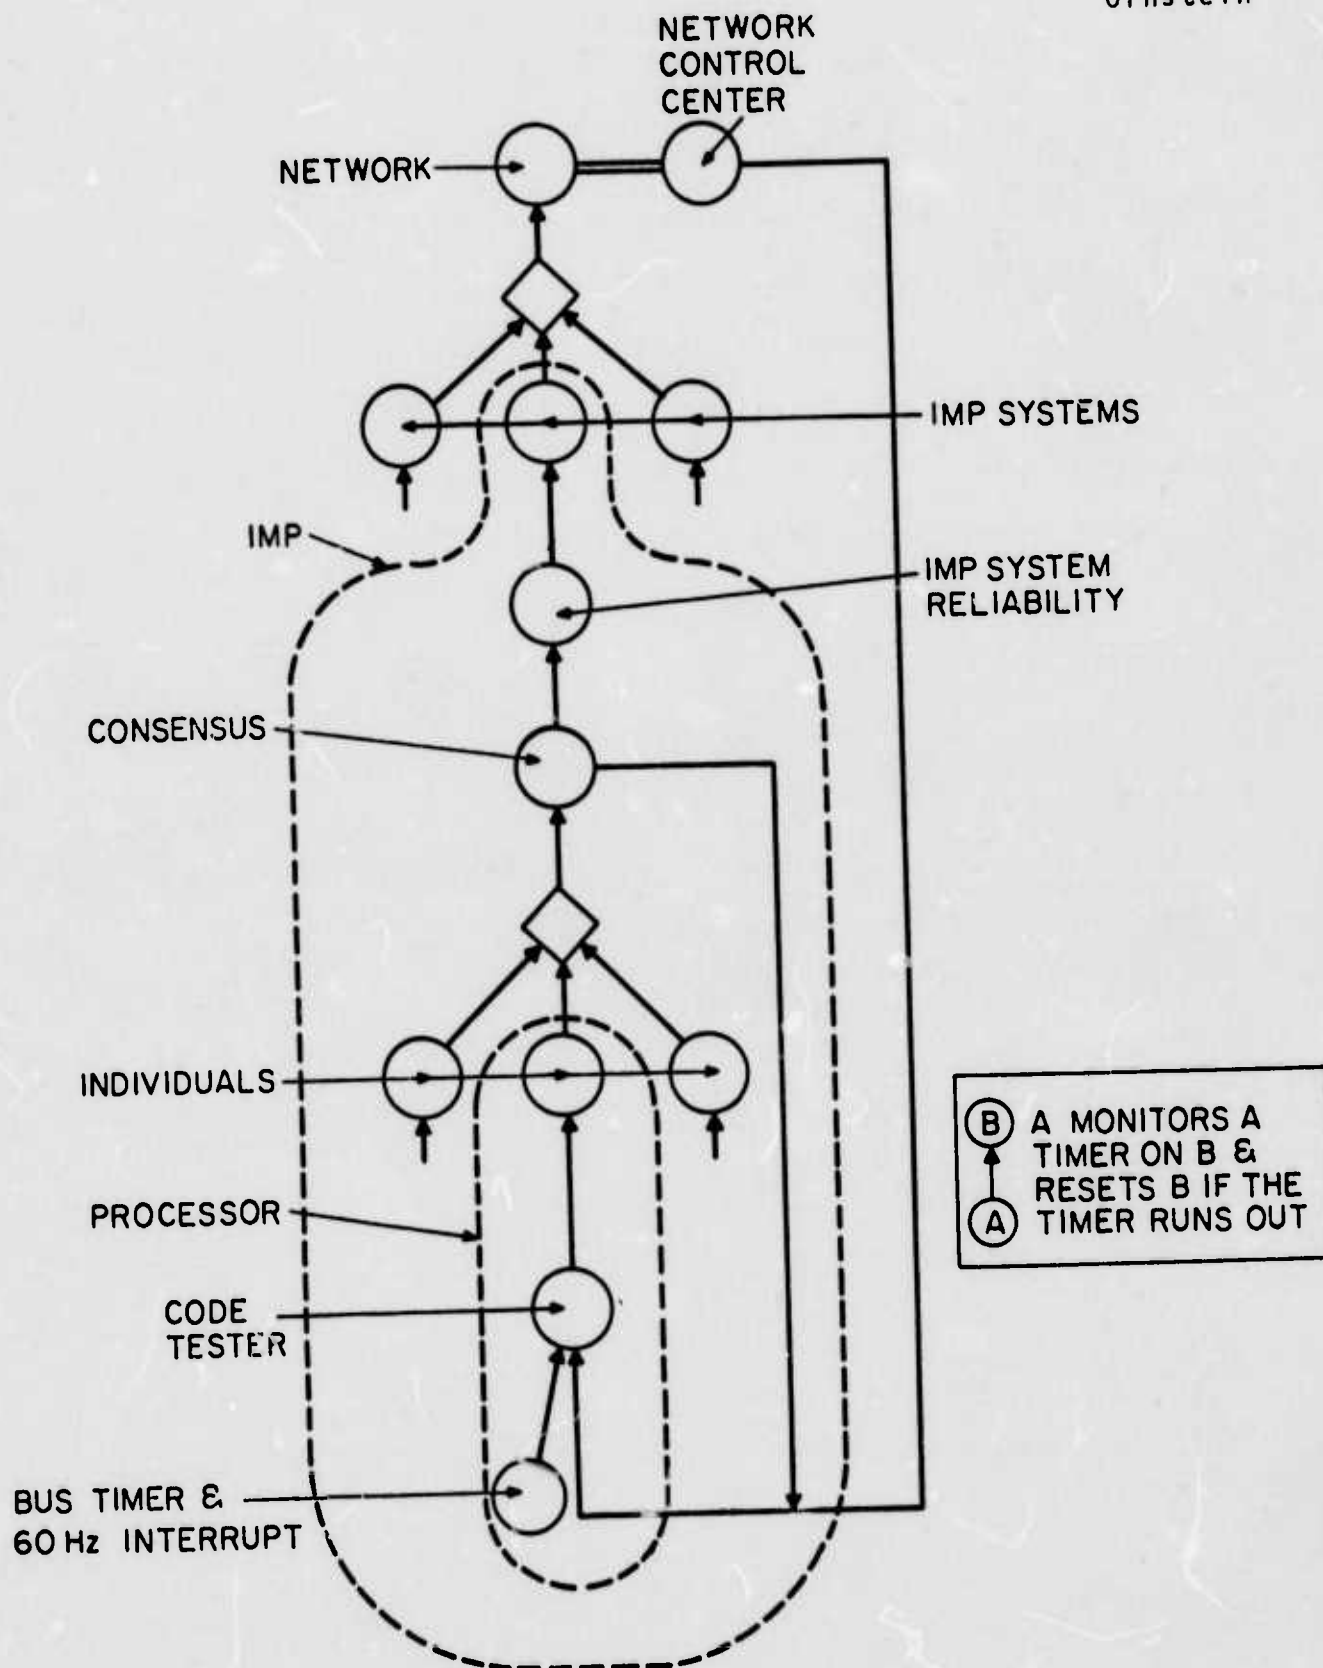 NETWORK
CONTROL
CENTER
NETWORK
IMP SYSTEMS
IMP
IMP SYSTEM
RELIABILITY
CONSENSUS
INDIVIDUALS
B A MONITORS A
TIMER ON B &
RESETS B IF THE
A TIMER RUNS OUT
PROCESSOR
CODE
TESTER
BUS TIMER &
60 Hz INTERRUPT